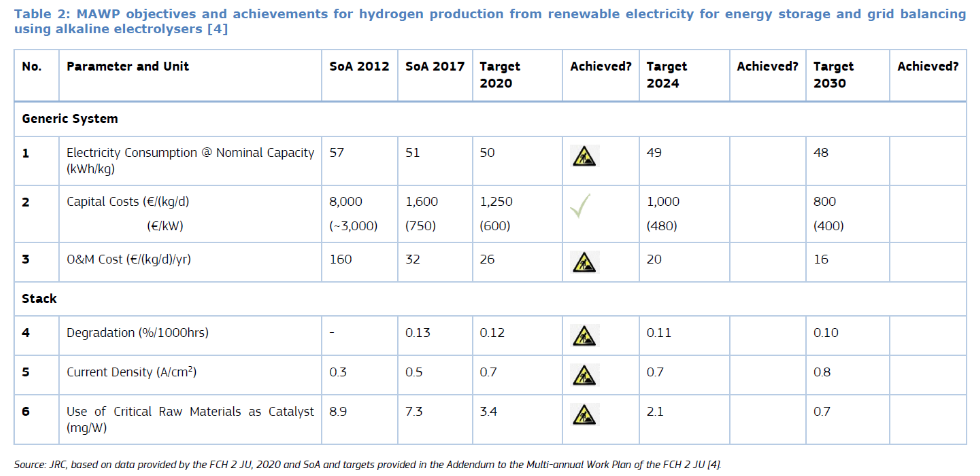 Table 2: MAWP objectives and achievements for hydrogen production from renewable electricity for energy storage and grid balancing
using alkaline electrolysers [4]
No. Parameter and Unit SoA 2012 SoA 2017 Target 2020 Achieved? Target 2024 Achieved? Target 2030 Achieved?
Generic System
1 Electricity Consumption @ Nominal Capacity (kWh/kg) 57 51 50 49 48
2 Capital Costs (€/(kg/d) 8,000 1,600 1,250 1,000 800
(€/kW) (~3,000) (750) (600) (480) (400)
3 O&M Cost (€/(kg/d)/yr) 160 32 26 20 16
Stack
4 Degradation (%/1000hrs) - 0.13 0.12 0.11 0.10
5 Current Density (A/cm²) 0.3 0.5 0.7 0.7 0.8
6 Use of Critical Raw Materials as Catalyst (mg/W) 8.9 7.3 3.4 2.1 0.7
Source: JRC, based on data provided by the FCH 2 JU, 2020 and SoA and targets provided in the Addendum to the Multi-annual Work Plan of the FCH 2 JU [4].